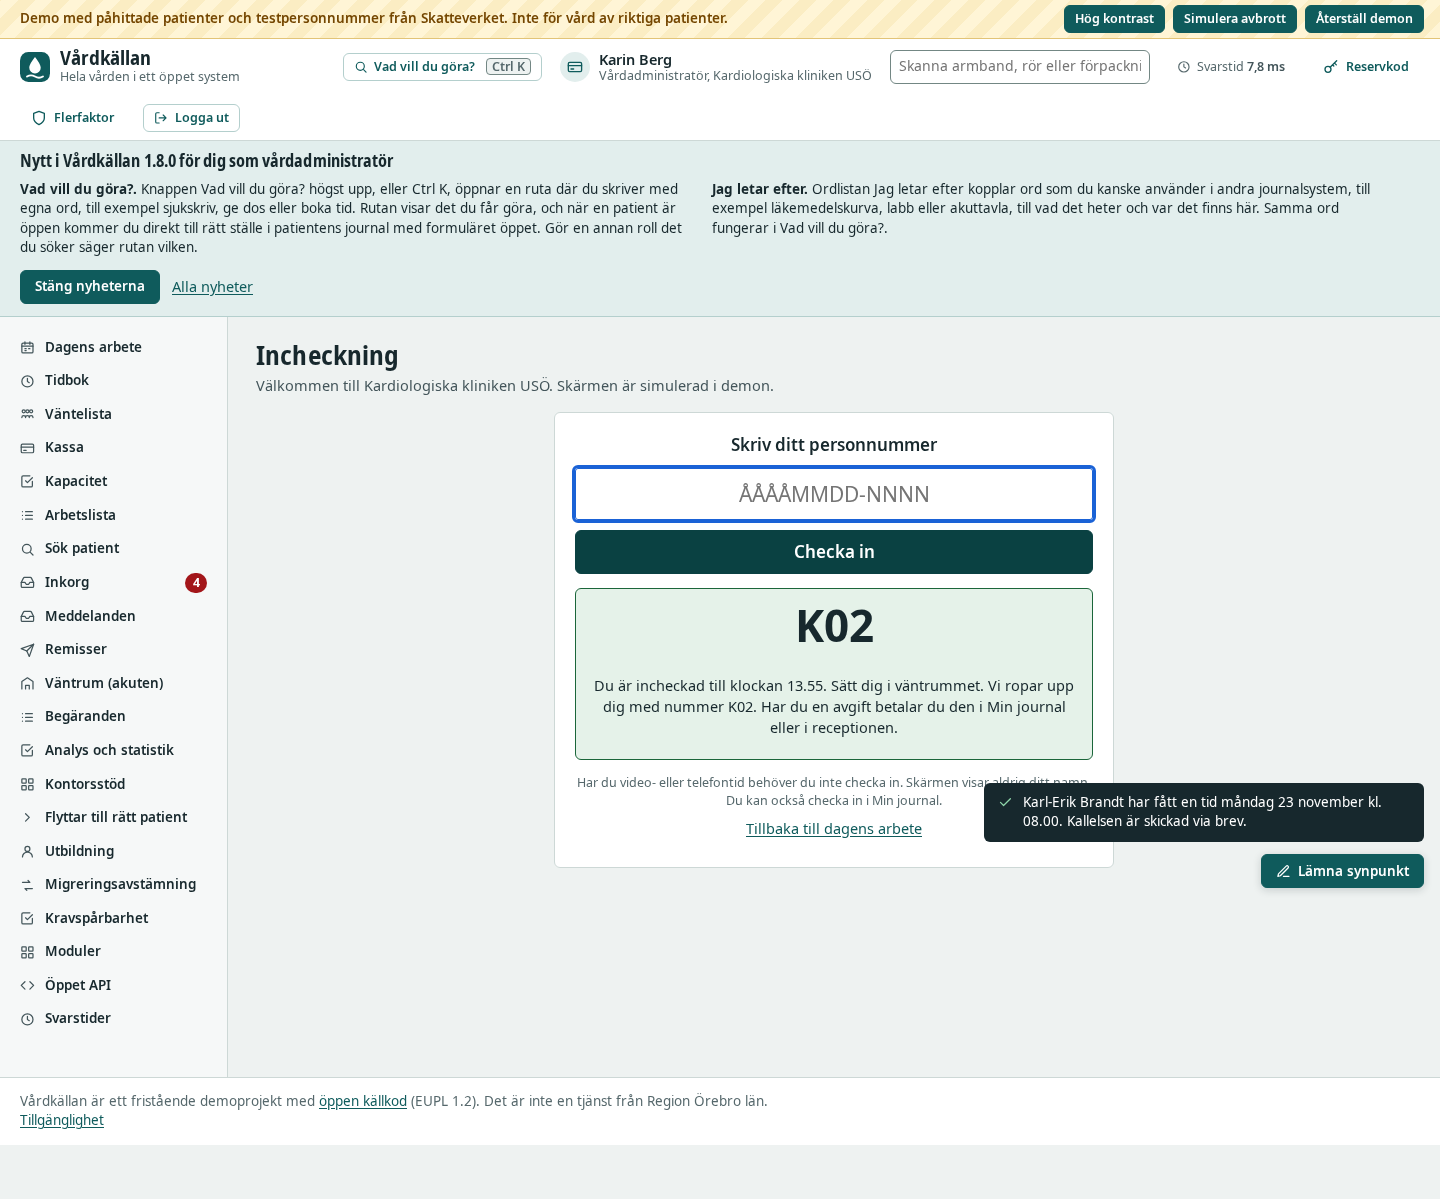 Demo med påhittade patienter och testpersonnummer från Skatteverket. Inte för vård av riktiga patienter.
Hög kontrast
Simulera avbrott
Återställ demon
Vårdkällan
Hela vården i ett öppet system
Vad vill du göra? Ctrl K
Karin Berg
Vårdadministratör, Kardiologiska kliniken USÖ
Skanna armband, rör eller förpackni
Svarstid 7,8 ms
Reservkod
Flerfaktor
Logga ut
Nytt i Vårdkällan 1.8.0 för dig som vårdadministratör
Vad vill du göra?. Knappen Vad vill du göra? högst upp, eller Ctrl K, öppnar en ruta där du skriver med
egna ord, till exempel sjukskriv, ge dos eller boka tid. Rutan visar det du får göra, och när en patient är
öppen kommer du direkt till rätt ställe i patientens journal med formuläret öppet. Gör en annan roll det
du söker säger rutan vilken.
Jag letar efter. Ordlistan Jag letar efter kopplar ord som du kanske använder i andra journalsystem, till
exempel läkemedelskurva, labb eller akuttavla, till vad det heter och var det finns här. Samma ord
fungerar i Vad vill du göra?.
Stäng nyheterna
Alla nyheter
Dagens arbete
Tidbok
Väntelista
Kassa
Kapacitet
Arbetslista
Sök patient
Inkorg 4
Meddelanden
Remisser
Väntrum (akuten)
Begäranden
Analys och statistik
Kontorsstöd
Flyttar till rätt patient
Utbildning
Migreringsavstämning
Kravspårbarhet
Moduler
Öppet API
Svarstider
Incheckning
Välkommen till Kardiologiska kliniken USÖ. Skärmen är simulerad i demon.
Skriv ditt personnummer
ÅÅÅÅMMDD-NNNN
Checka in
K02
Du är incheckad till klockan 13.55. Sätt dig i väntrummet. Vi ropar upp
dig med nummer K02. Har du en avgift betalar du den i Min journal
eller i receptionen.
Har du video- eller telefontid behöver du inte checka in. Skärmen visar aldrig ditt namn.
Du kan också checka in i Min journal.
Tillbaka till dagens arbete
Karl-Erik Brandt har fått en tid måndag 23 november kl.
08.00. Kallelsen är skickad via brev.
Lämna synpunkt
Vårdkällan är ett fristående demoprojekt med öppen källkod (EUPL 1.2). Det är inte en tjänst från Region Örebro län.
Tillgänglighet